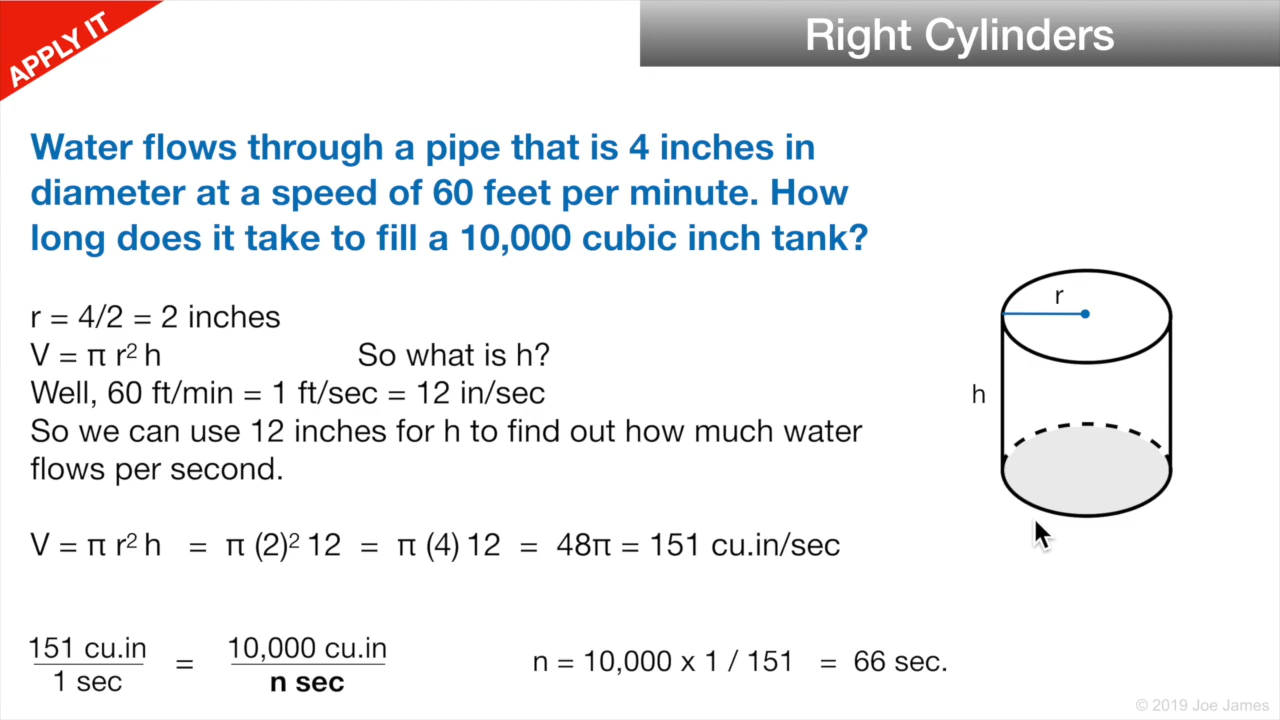 APPLY IT
Right Cylinders
Water flows through a pipe that is 4 inches in
diameter at a speed of 60 feet per minute. How
long does it take to fill a 10,000 cubic inch tank?
r = 4/2 = 2 inches
V = π r² h So what is h?
Well, 60 ft/min = 1 ft/sec = 12 in/sec
So we can use 12 inches for h to find out how much water
flows per second.
V = π r² h = π (2)² 12 = π (4) 12 = 48π = 151 cu.in/sec
151 cu.in / 1 sec = 10,000 cu.in / n sec n = 10,000 x 1 / 151 = 66 sec.
r
h
© 2019 Joe James